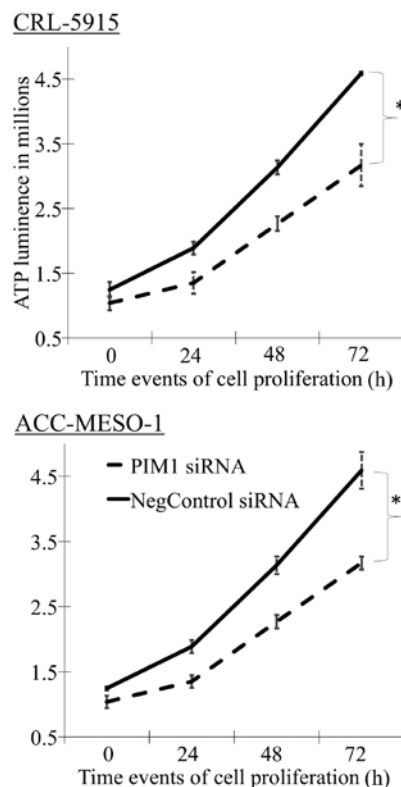 CRL-5915
ATP luminence in millions
4.5
3.5
2.5
1.5
0.5
*
0 24 48 72
Time events of cell proliferation (h)
ACC-MESO-1
PIM1 siRNA
NegControl siRNA
4.5
3.5
2.5
1.5
0.5
*
0 24 48 72
Time events of cell proliferation (h)